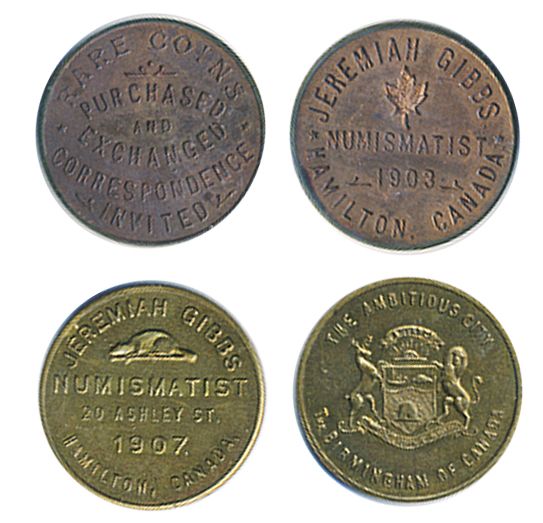 RARE COINS
PURCHASED
AND
EXCHANGED
CORRESPONDENCE
INVITED
JEREMIAH GIBBS
NUMISMATIST
1903
HAMILTON, CANADA
JEREMIAH GIBBS
NUMISMATIST
20 ASHLEY ST.
1907.
HAMILTON, CANADA.
THE AMBITIOUS CITY
THE BIRMINGHAM OF CANADA